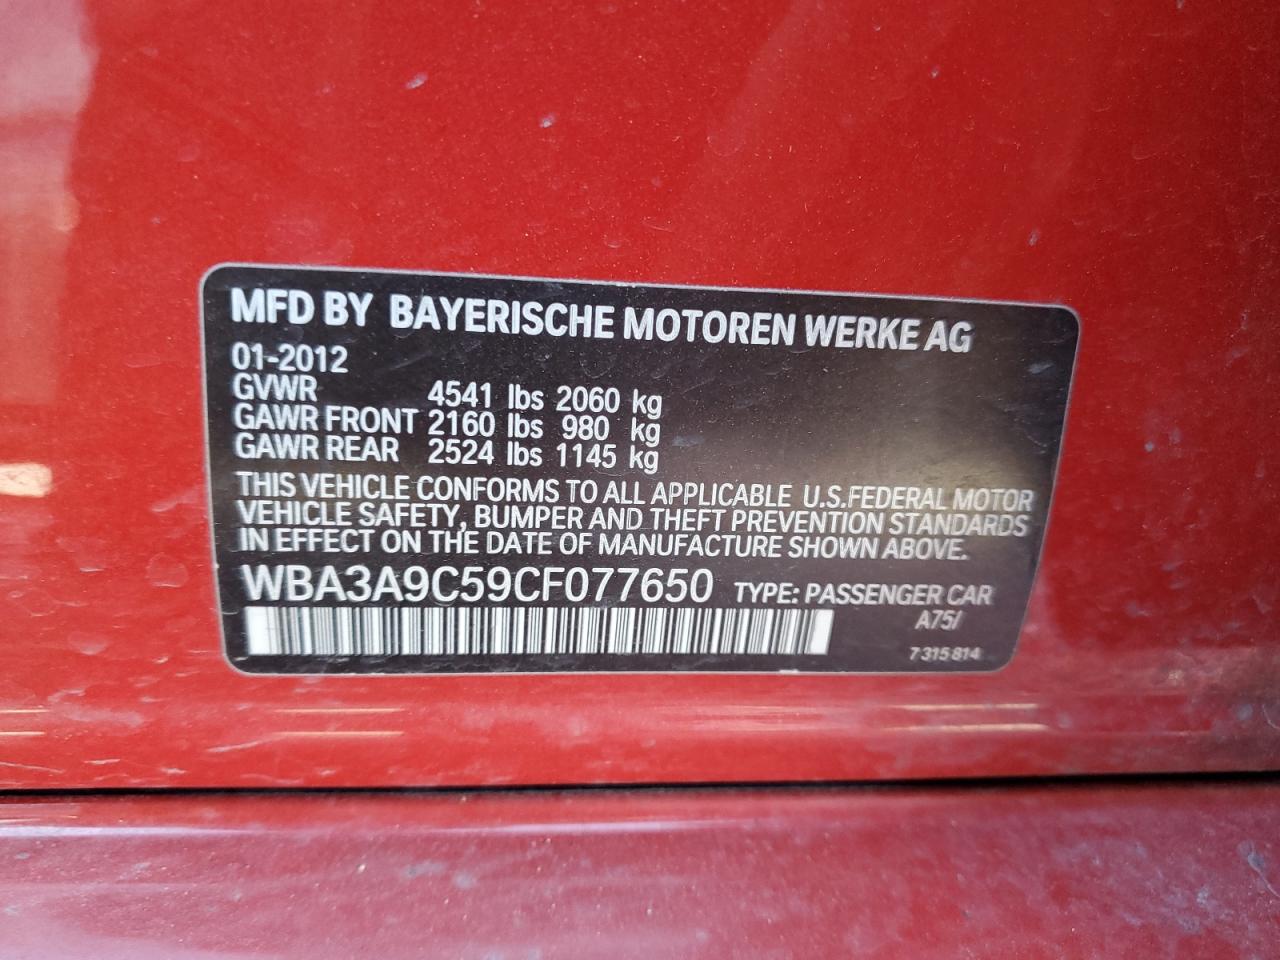 MFD BY BAYERISCHE MOTOREN WERKE AG
01-2012
GVWR 4541 lbs 2060 kg
GAWR FRONT 2160 lbs 980 kg
GAWR REAR 2524 lbs 1145 kg
THIS VEHICLE CONFORMS TO ALL APPLICABLE U.S.FEDERAL MOTOR
VEHICLE SAFETY, BUMPER AND THEFT PREVENTION STANDARDS
IN EFFECT ON THE DATE OF MANUFACTURE SHOWN ABOVE.
WBA3A9C59CF077650 TYPE: PASSENGER CAR
A75/
7 315 814